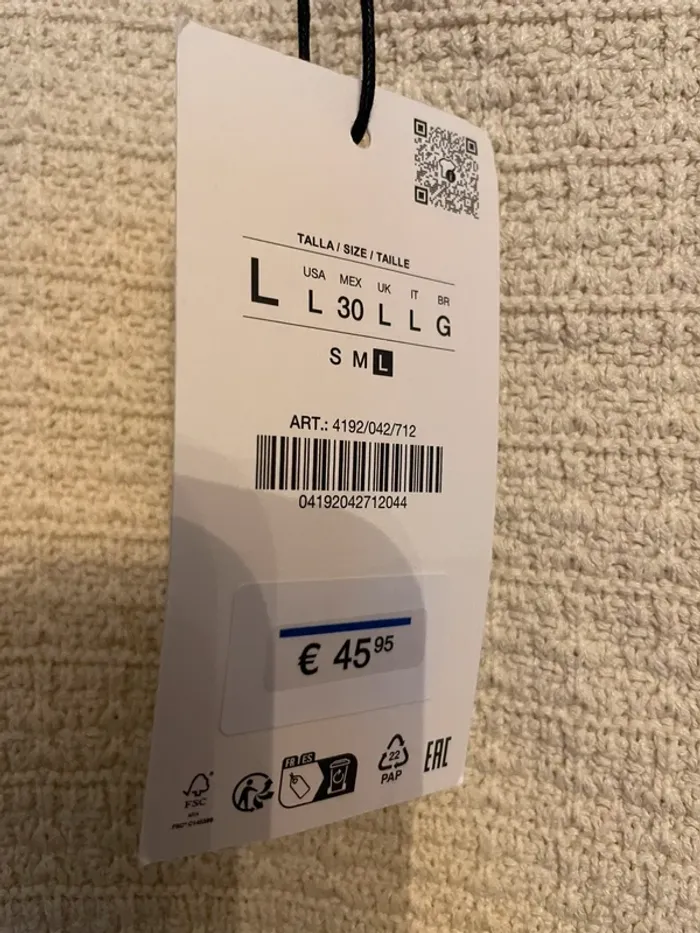 TALLA / SIZE / TAILLE
USA MEX UK IT BR
L L 30 L L G
S M L
ART.: 4192/042/712
04192042712044
€ 45 95
FR ES
22
PAP
EAC
FSC